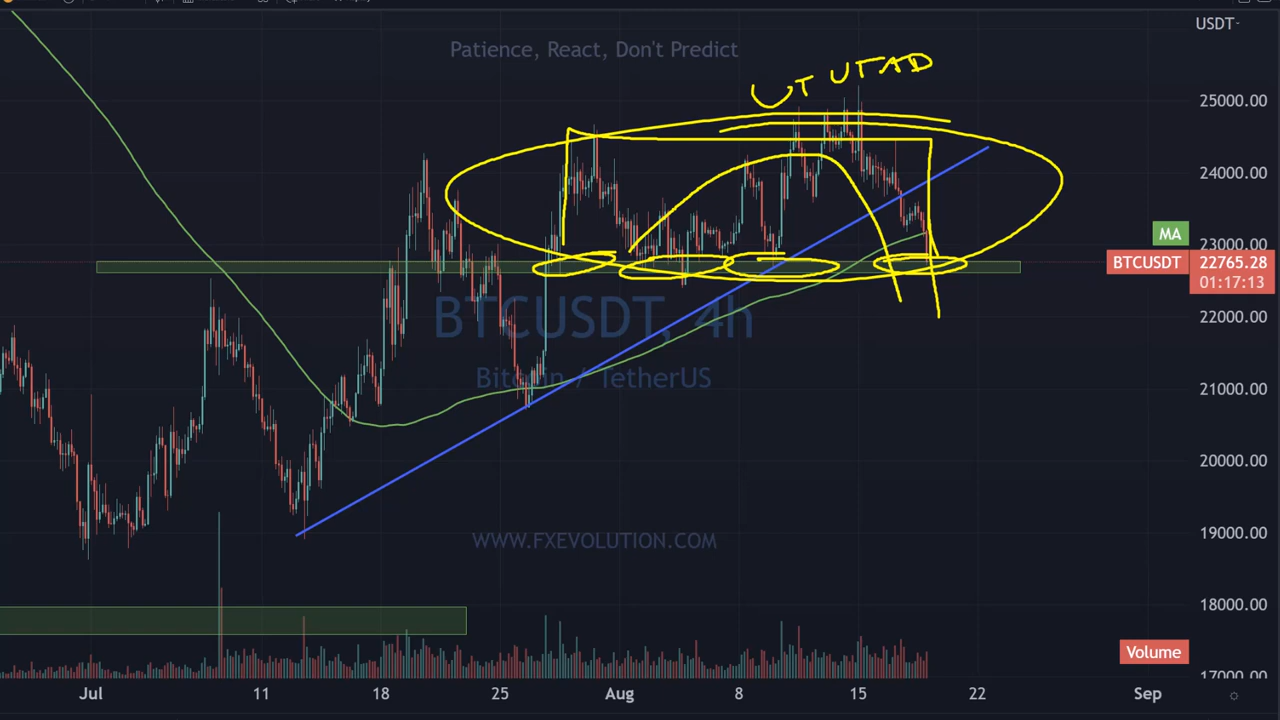 USDT
Patience, React, Don't Predict
UT UTAD
25000.00
24000.00
MA
23000.00
BTCUSDT 22765.28
01:17:13
BTCUSDT, 4h
22000.00
Bitcoin / TetherUS
21000.00
20000.00
WWW.FXEVOLUTION.COM
19000.00
18000.00
Volume
17000.00
Jul 11 18 25 Aug 8 15 22 Sep